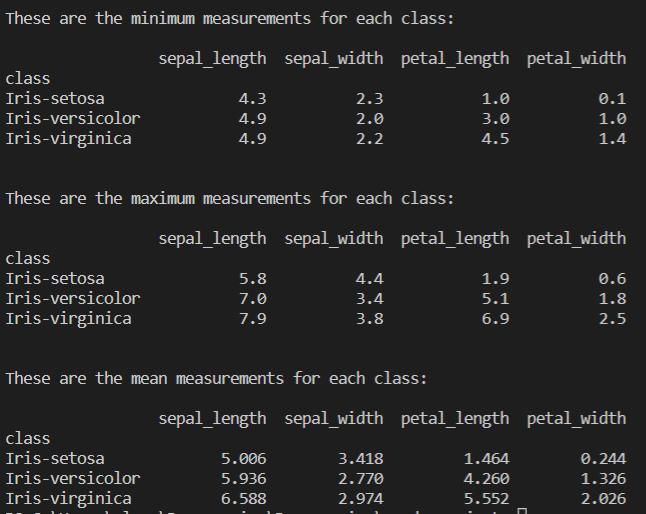 These are the minimum measurements for each class:
sepal_length sepal_width petal_length petal_width
class
Iris-setosa 4.3 2.3 1.0 0.1
Iris-versicolor 4.9 2.0 3.0 1.0
Iris-virginica 4.9 2.2 4.5 1.4
These are the maximum measurements for each class:
sepal_length sepal_width petal_length petal_width
class
Iris-setosa 5.8 4.4 1.9 0.6
Iris-versicolor 7.0 3.4 5.1 1.8
Iris-virginica 7.9 3.8 6.9 2.5
These are the mean measurements for each class:
sepal_length sepal_width petal_length petal_width
class
Iris-setosa 5.006 3.418 1.464 0.244
Iris-versicolor 5.936 2.770 4.260 1.326
Iris-virginica 6.588 2.974 5.552 2.026